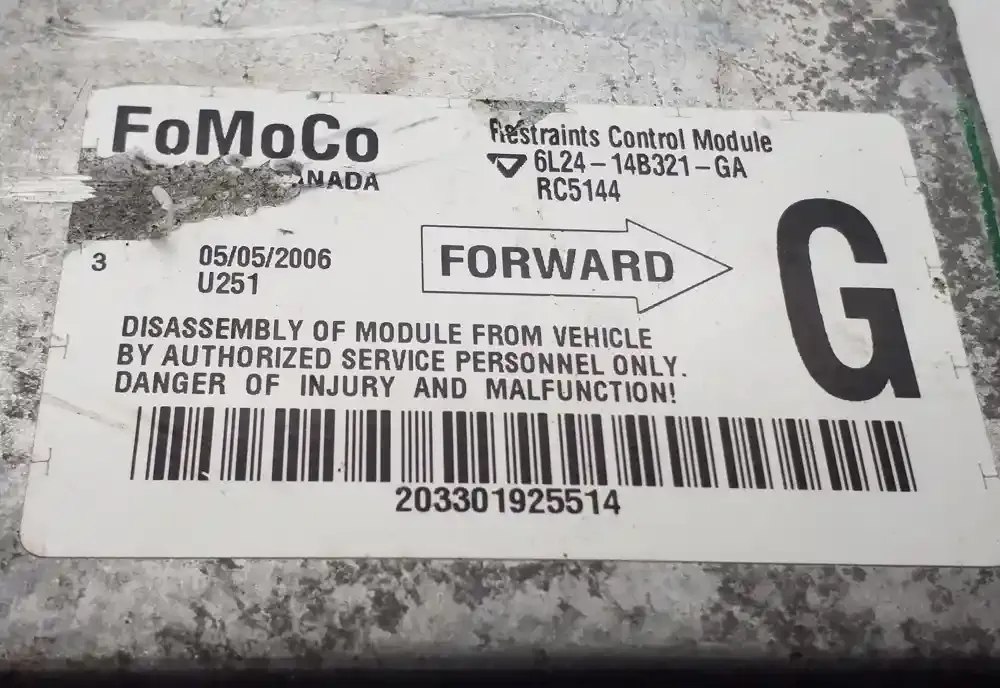 FoMoCo
Restraints Control Module
6L24-14B321-GA
RC5144
3
05/05/2006
U251
FORWARD
G
DISASSEMBLY OF MODULE FROM VEHICLE
BY AUTHORIZED SERVICE PERSONNEL ONLY.
DANGER OF INJURY AND MALFUNCTION!
203301925514